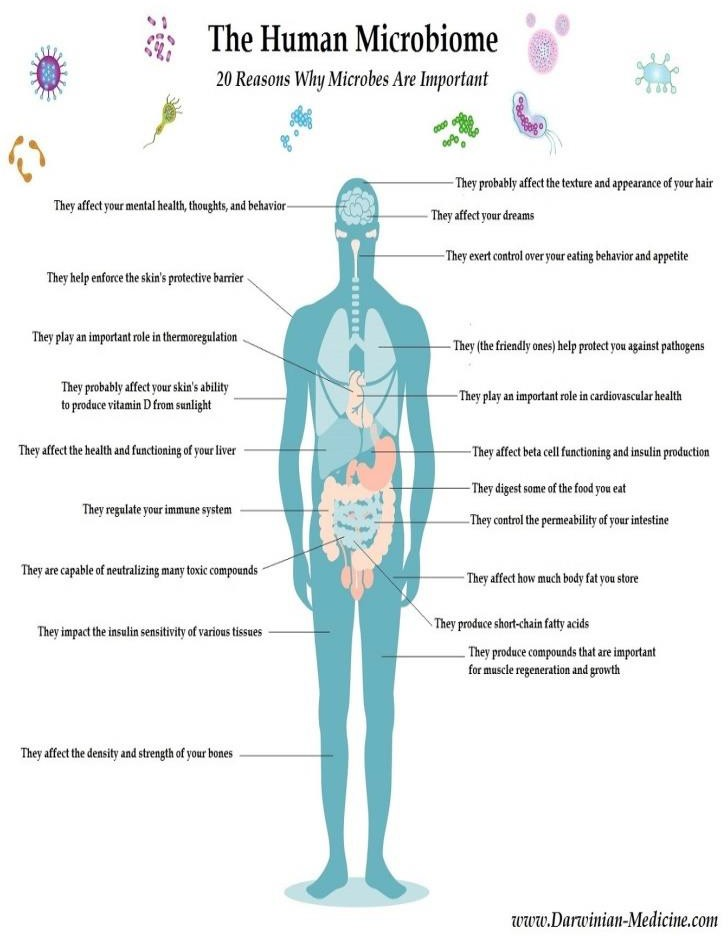 The Human Microbiome
20 Reasons Why Microbes Are Important
They probably affect the texture and appearance of your hair
They affect your mental health, thoughts, and behavior
They affect your dreams
They exert control over your eating behavior and appetite
They help enforce the skin's protective barrier
They play an important role in thermoregulation
They (the friendly ones) help protect you against pathogens
They probably affect your skin's ability
to produce vitamin D from sunlight
They play an important role in cardiovascular health
They affect the health and functioning of your liver
They affect beta cell functioning and insulin production
They digest some of the food you eat
They regulate your immune system
They control the permeability of your intestine
They are capable of neutralizing many toxic compounds
They affect how much body fat you store
They produce short-chain fatty acids
They impact the insulin sensitivity of various tissues
They produce compounds that are important
for muscle regeneration and growth
They affect the density and strength of your bones
www.Darwinian-Medicine.com